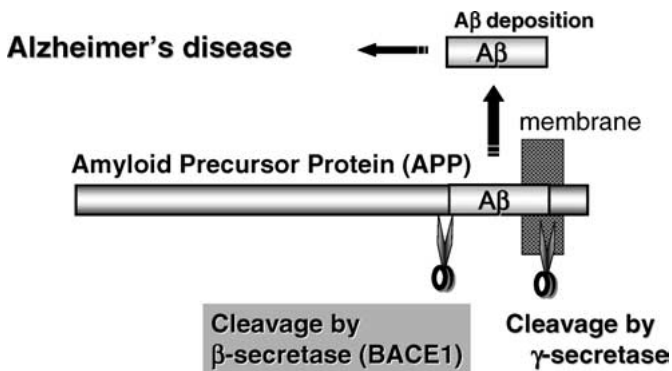 Aβ deposition
Alzheimer's disease
Aβ
membrane
Amyloid Precursor Protein (APP)
Aβ
Cleavage by
β-secretase (BACE1)
Cleavage by
γ-secretase